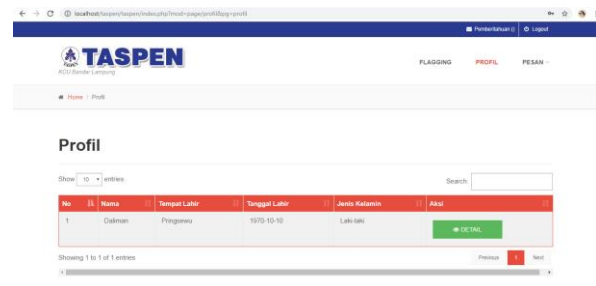 localhost/taspen/taspen/index.php?mod=page/profil&pg=profil
Pemberitahuan () Logout
TASPEN
KCU Bandar Lampung
FLAGGING PROFIL PESAN
Home / Profil
Profil
Show 10 entries Search:
No Nama Tempat Lahir Tanggal Lahir Jenis Kelamin Aksi
1 Daliman Pringsewu 1970-10-10 Laki-laki DETAIL
Showing 1 to 1 of 1 entries Previous 1 Next